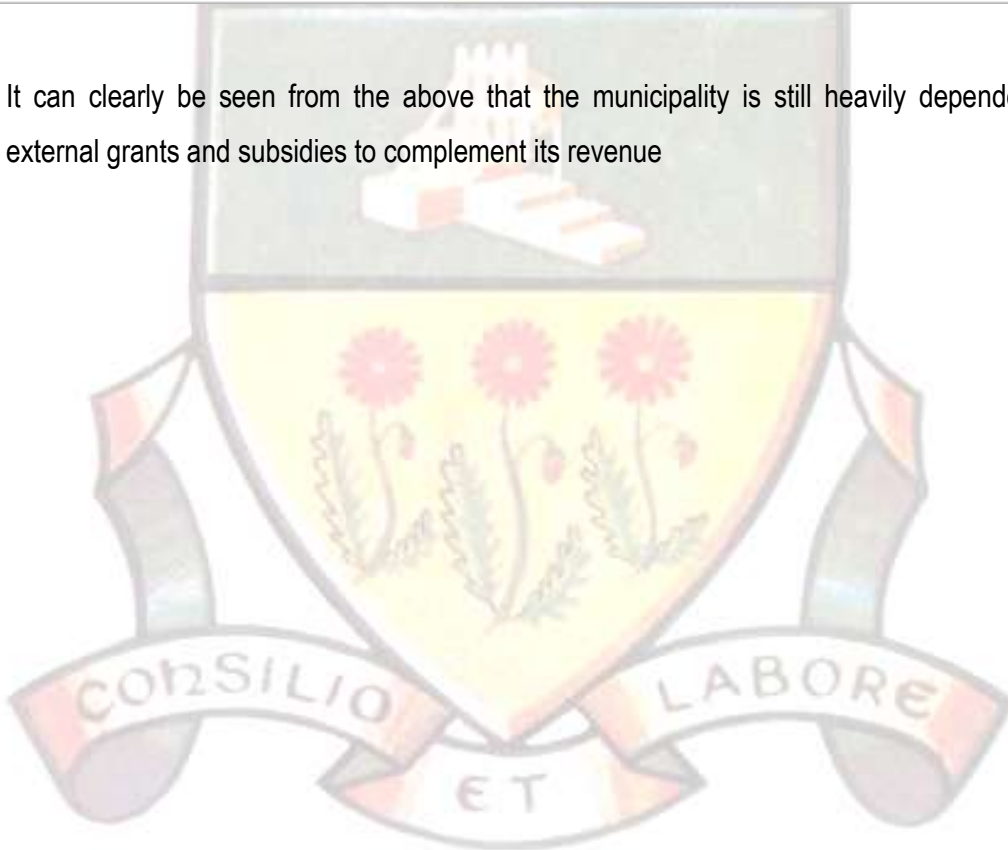 It can clearly be seen from the above that the municipality is still heavily
external grants and subsidies to complement its revenue
CONSILIO
LABORE
ET